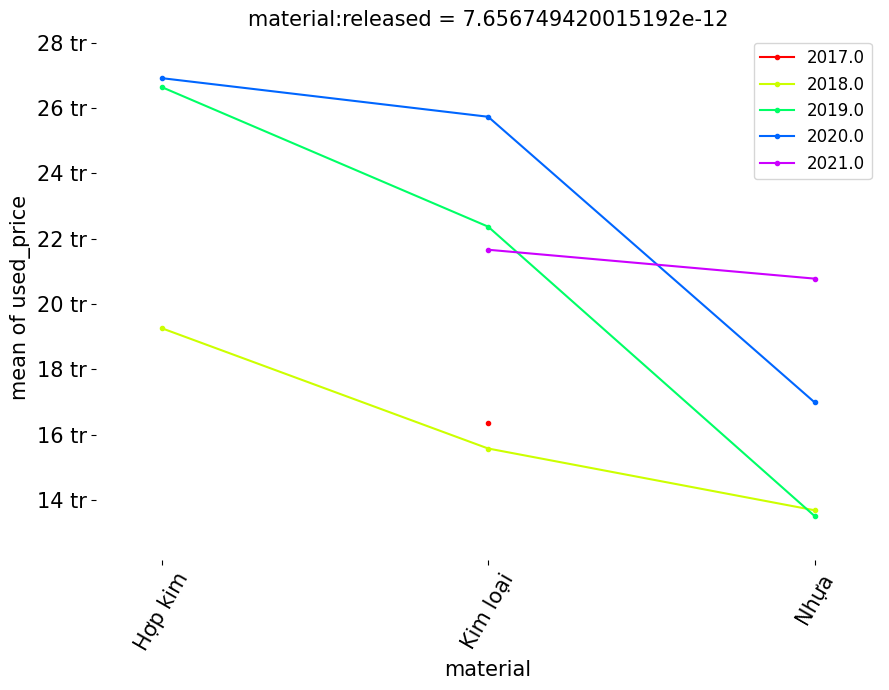 material:released = 7.656749420015192e-12
28 tr
26 tr
24 tr
22 tr
20 tr
18 tr
16 tr
14 tr
mean of used_price
2017.0
2018.0
2019.0
2020.0
2021.0
Hợp kim
Kim loại
Nhựa
material